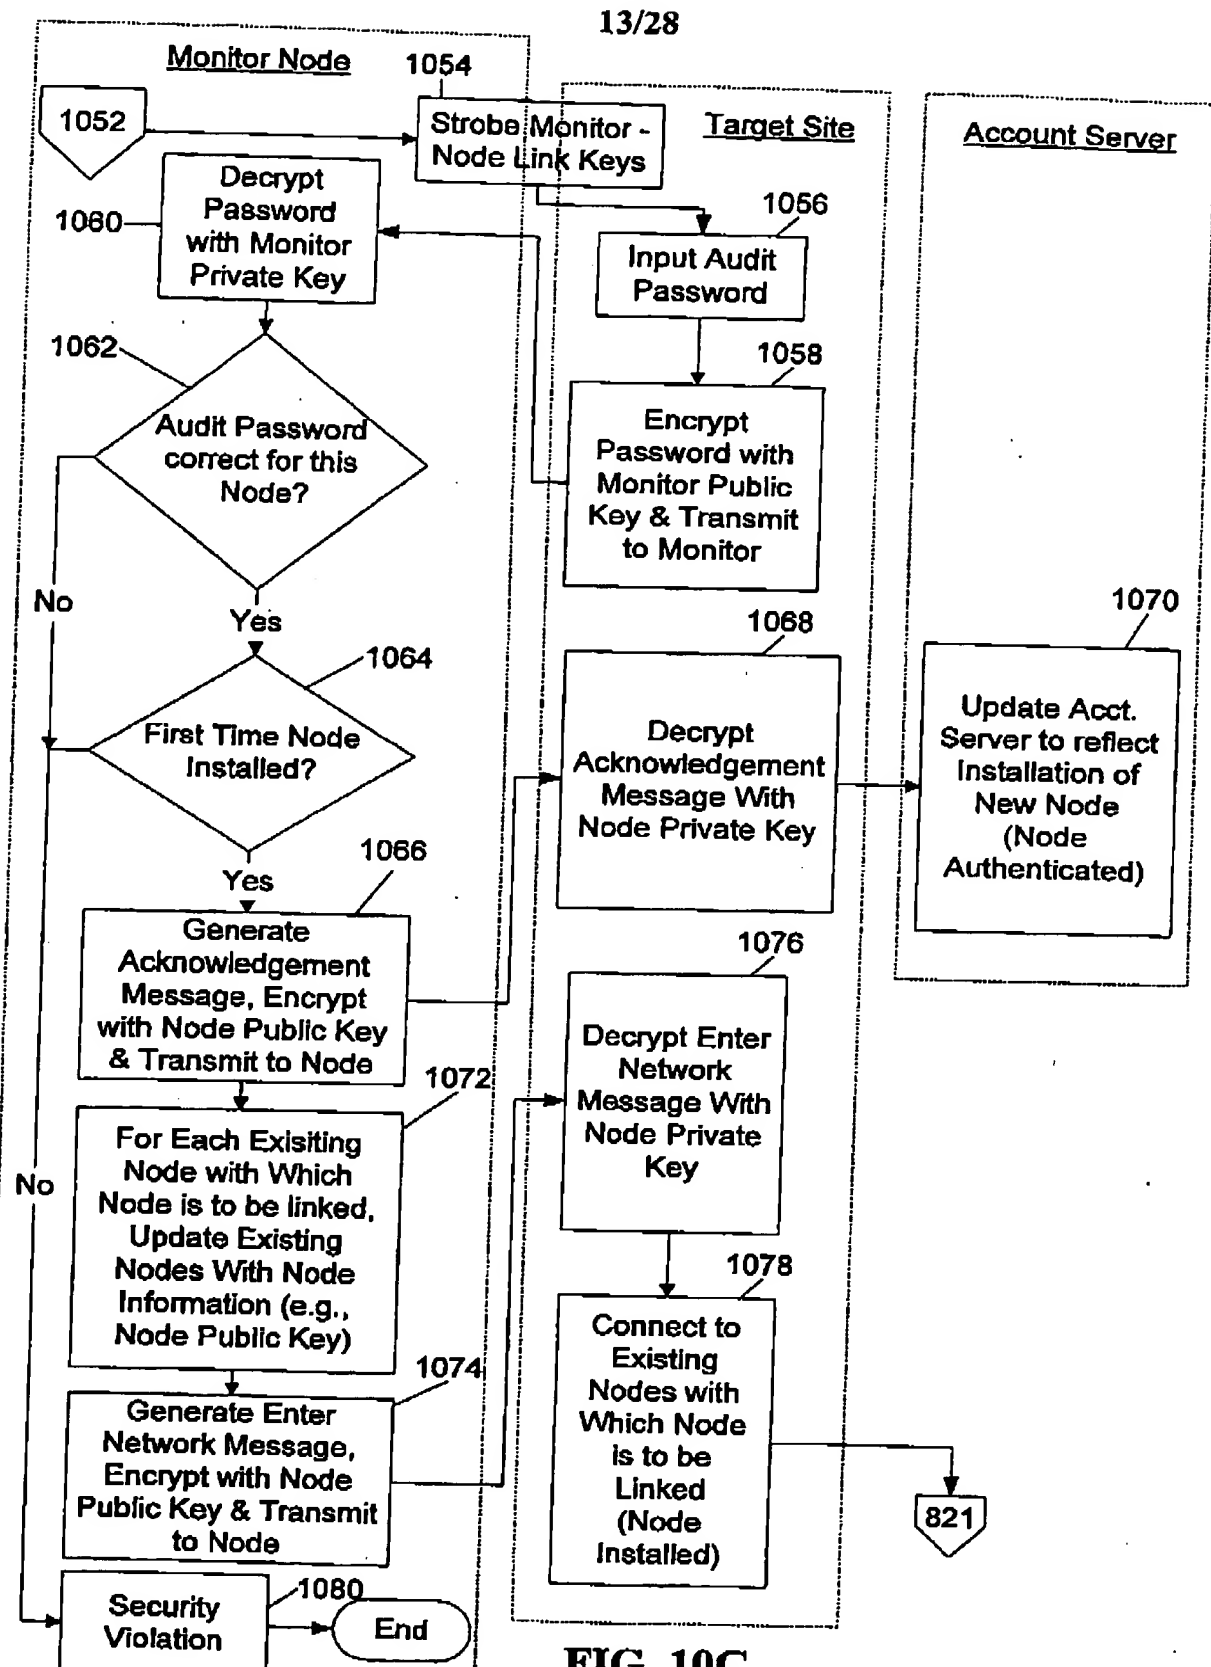 13/28
Monitor Node
1054
1052
Strobe Monitor -
Node Link Keys
Target Site
Account Server
Decrypt
Password
with Monitor
Private Key
1060
1056
Input Audit
Password
1062
1058
Audit Password
correct for this
Node?
Encrypt
Password with
Monitor Public
Key & Transmit
to Monitor
No
Yes
1064
1068
1070
First Time Node
Installed?
Decrypt
Acknowledgement
Message With
Node Private Key
Update Acct.
Server to reflect
Installation of
New Node
(Node
Authenticated)
1066
Yes
Generate
Acknowledgement
Message, Encrypt
with Node Public Key
& Transmit to Node
1076
Decrypt Enter
Network
Message With
Node Private
Key
1072
For Each Exisiting
Node with Which
Node is to be linked,
Update Existing
Nodes With Node
Information (e.g.,
Node Public Key)
No
1078
Connect to
Existing
Nodes with
Which Node
is to be
Linked
(Node
Installed)
1074
Generate Enter
Network Message,
Encrypt with Node
Public Key & Transmit
to Node
821
1080
Security
Violation
End
FIG. 10C